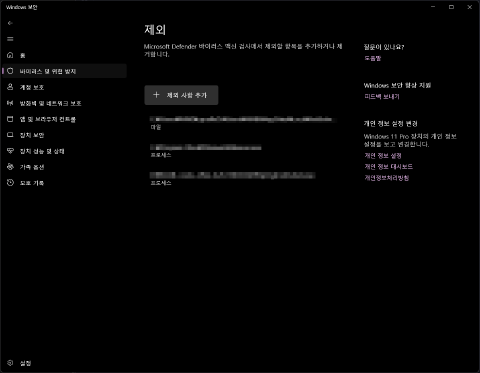 Windows 보안
홈
바이러스 및 위협 방지
계정 보호
방화벽 및 네트워크 보호
앱 및 브라우저 컨트롤
장치 보안
장치 성능 및 상태
가족 옵션
보호 기록
설정
제외
Microsoft Defender 바이러스 백신 검사에서 제외할 항목을 추가하거나 제
거합니다.
제외 사항 추가
파일
프로세스
프로세스
질문이 있나요?
도움말
Windows 보안 향상 지원
피드백 보내기
개인 정보 설정 변경
Windows 11 Pro 장치의 개인 정보
설정을 보고 변경합니다.
개인 정보 설정
개인 정보 대시보드
개인정보처리방침